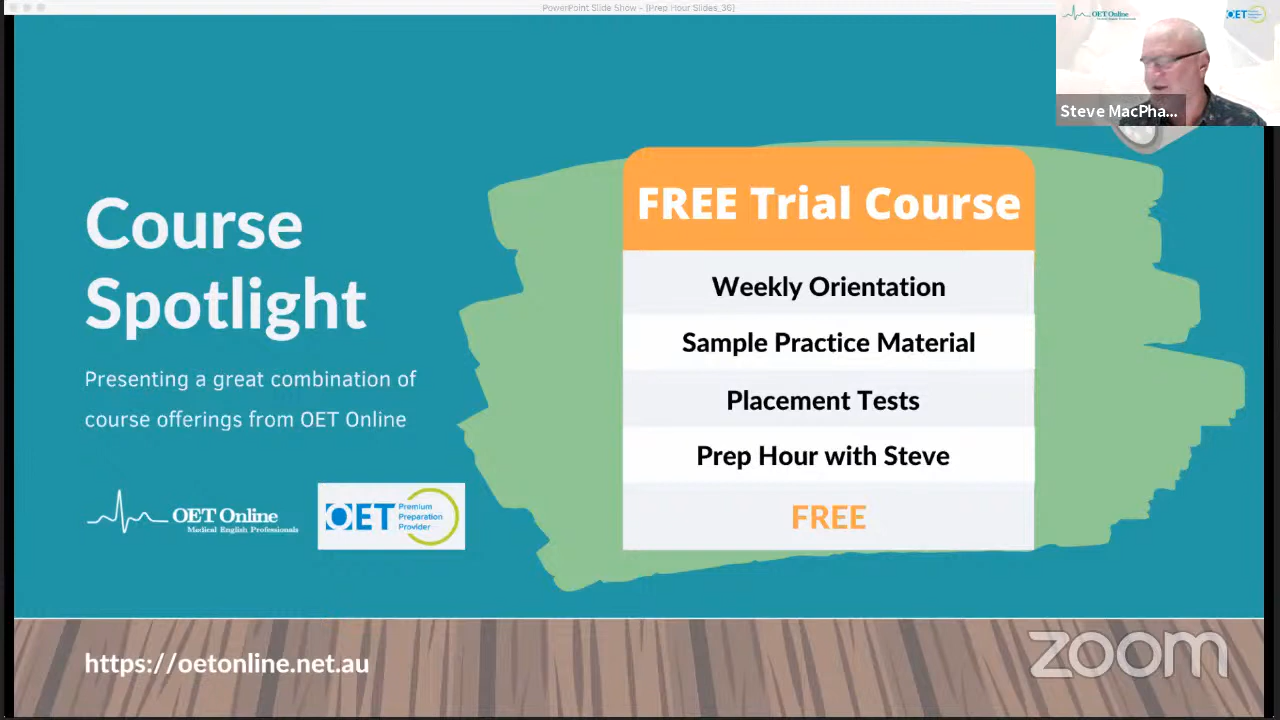 PowerPoint Slide Show - [Prep Hour Slides_36]
OET Online
OET
Steve MacPha...
Course
Spotlight
Presenting a great combination of
course offerings from OET Online
OET Online
Medical English Professionals
OET
Premium
Preparation
Provider
FREE Trial Course
Weekly Orientation
Sample Practice Material
Placement Tests
Prep Hour with Steve
FREE
https://oetonline.net.au
zoom